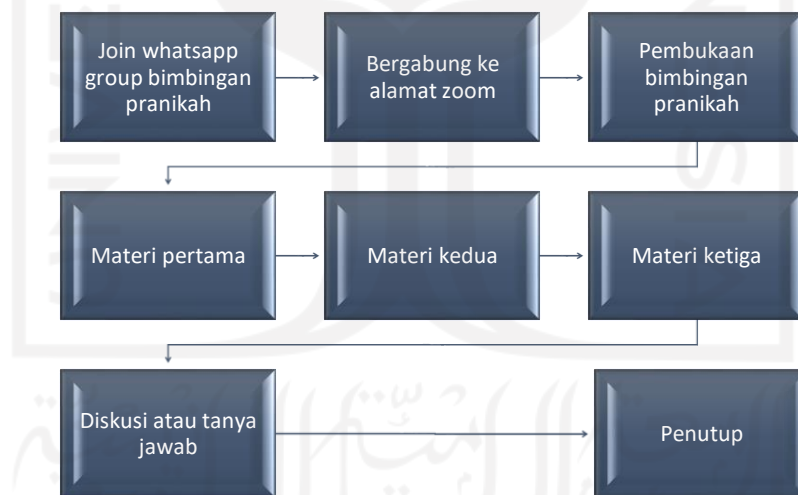 Join whatsapp
group bimbingan
pranikah
Bergabung ke
alamat zoom
Pembukaan
bimbingan
pranikah
Materi pertama
Materi kedua
Materi ketiga
Diskusi atau tanya
jawab
Penutup